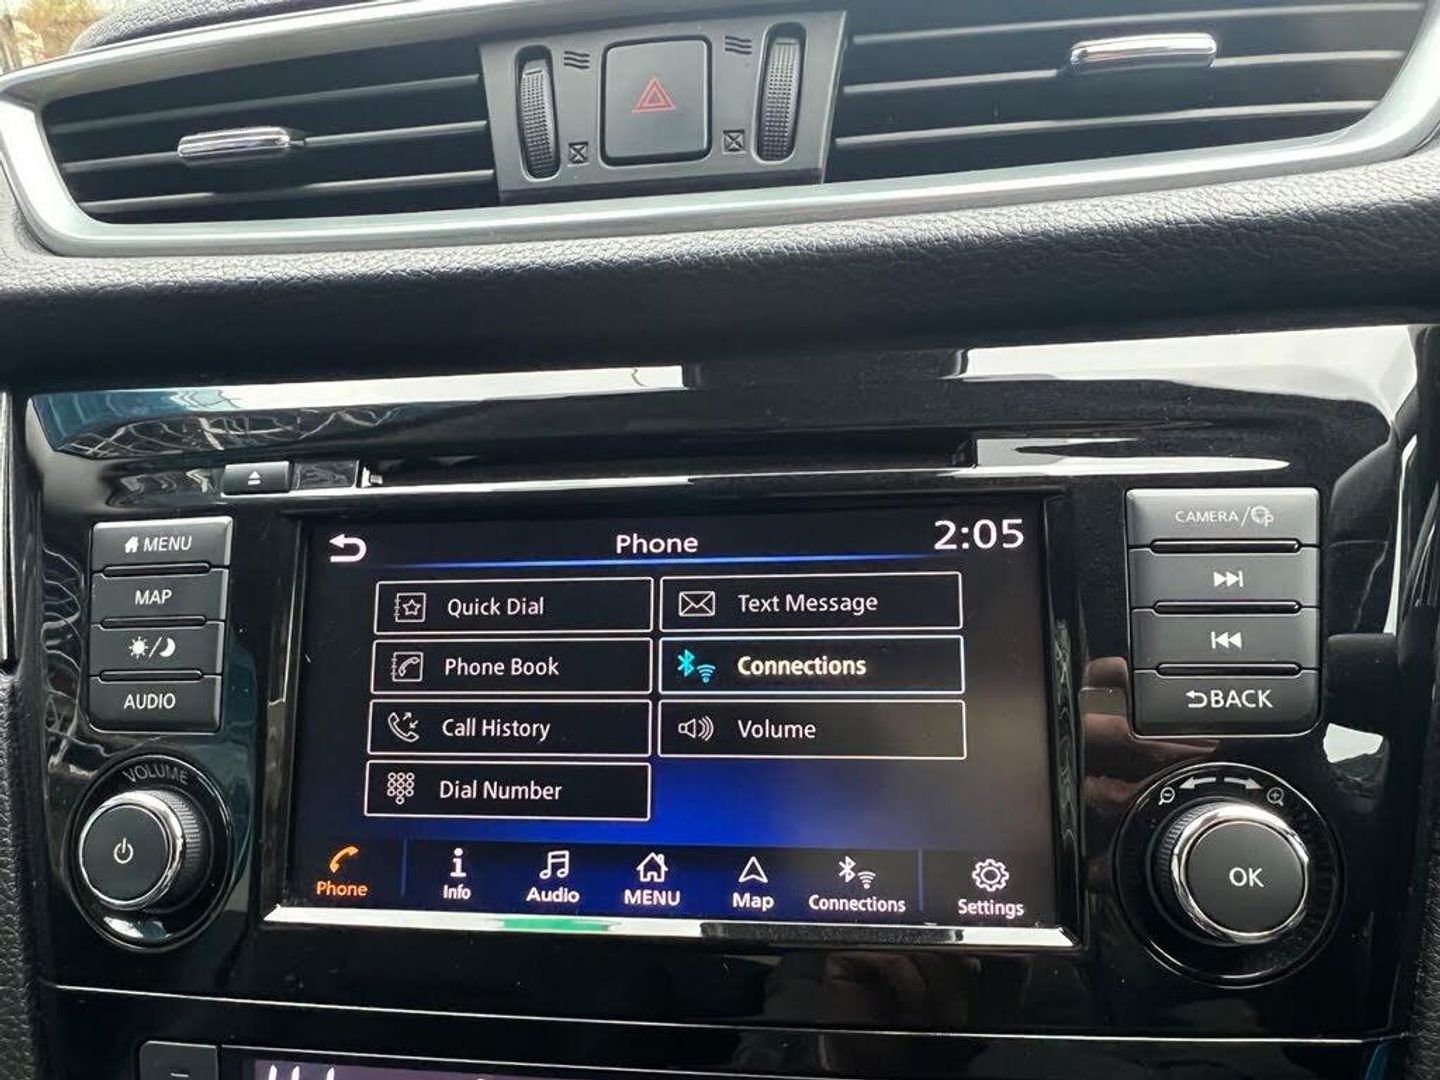 MENU
MAP
AUDIO
VOLUME
Phone
2:05
Quick Dial
Text Message
Phone Book
Connections
Call History
Volume
Dial Number
Phone
Info
Audio
MENU
Map
Connections
Settings
CAMERA/
BACK
OK